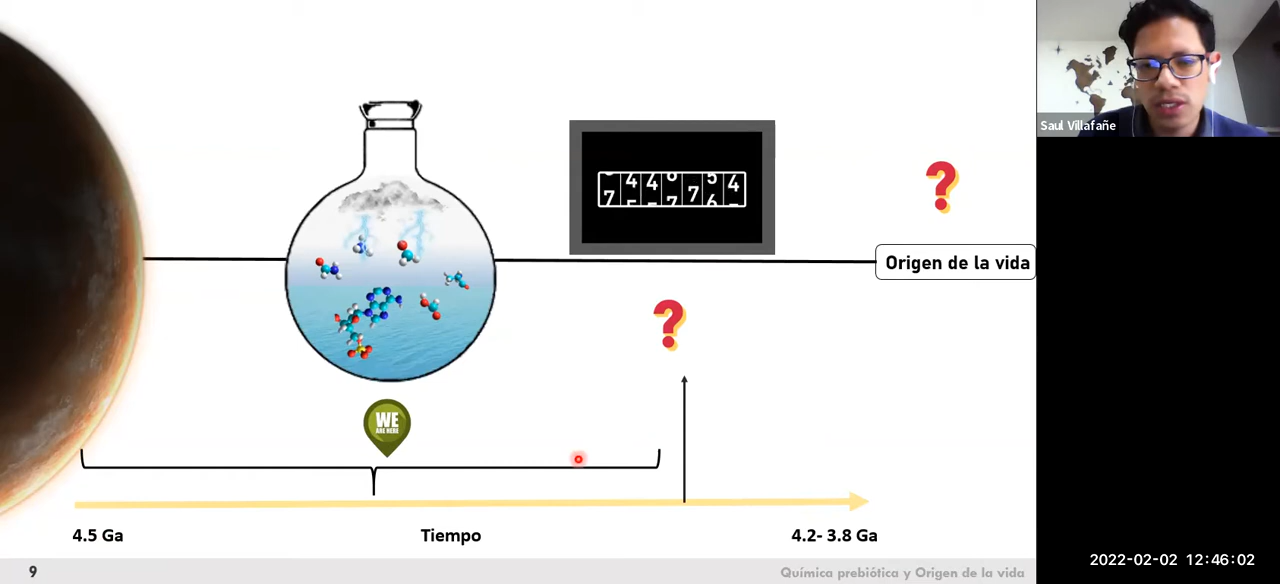 Saul Villafañe
?
Origen de la vida
?
WE
ARE HERE
4.5 Ga
Tiempo
4.2- 3.8 Ga
9
Química prebiótica y Origen de la vida
2022-02-02 12:46:02